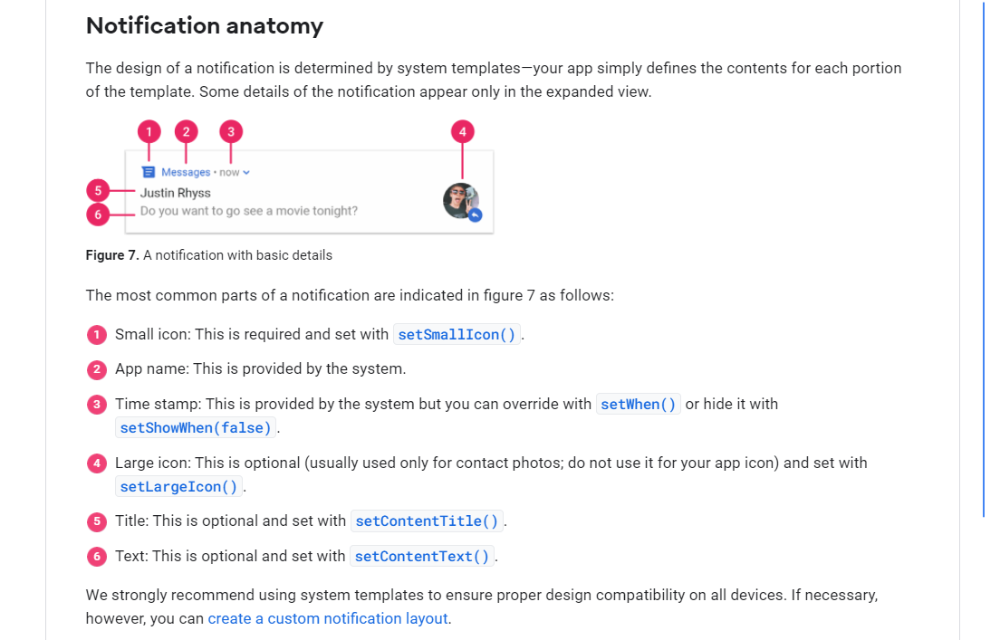 Notification anatomy
The design of a notification is determined by system templates—your app simply defines the contents for each portion
of the template. Some details of the notification appear only in the expanded view.
1 2 3 4
Messages • now
5 Justin Rhyss
6 Do you want to go see a movie tonight?
Figure 7. A notification with basic details
The most common parts of a notification are indicated in figure 7 as follows:
1 Small icon: This is required and set with setSmallIcon().
2 App name: This is provided by the system.
3 Time stamp: This is provided by the system but you can override with setWhen() or hide it with
setShowWhen(false).
4 Large icon: This is optional (usually used only for contact photos; do not use it for your app icon) and set with
setLargeIcon().
5 Title: This is optional and set with setContentTitle().
6 Text: This is optional and set with setContentText().
We strongly recommend using system templates to ensure proper design compatibility on all devices. If necessary,
however, you can create a custom notification layout.